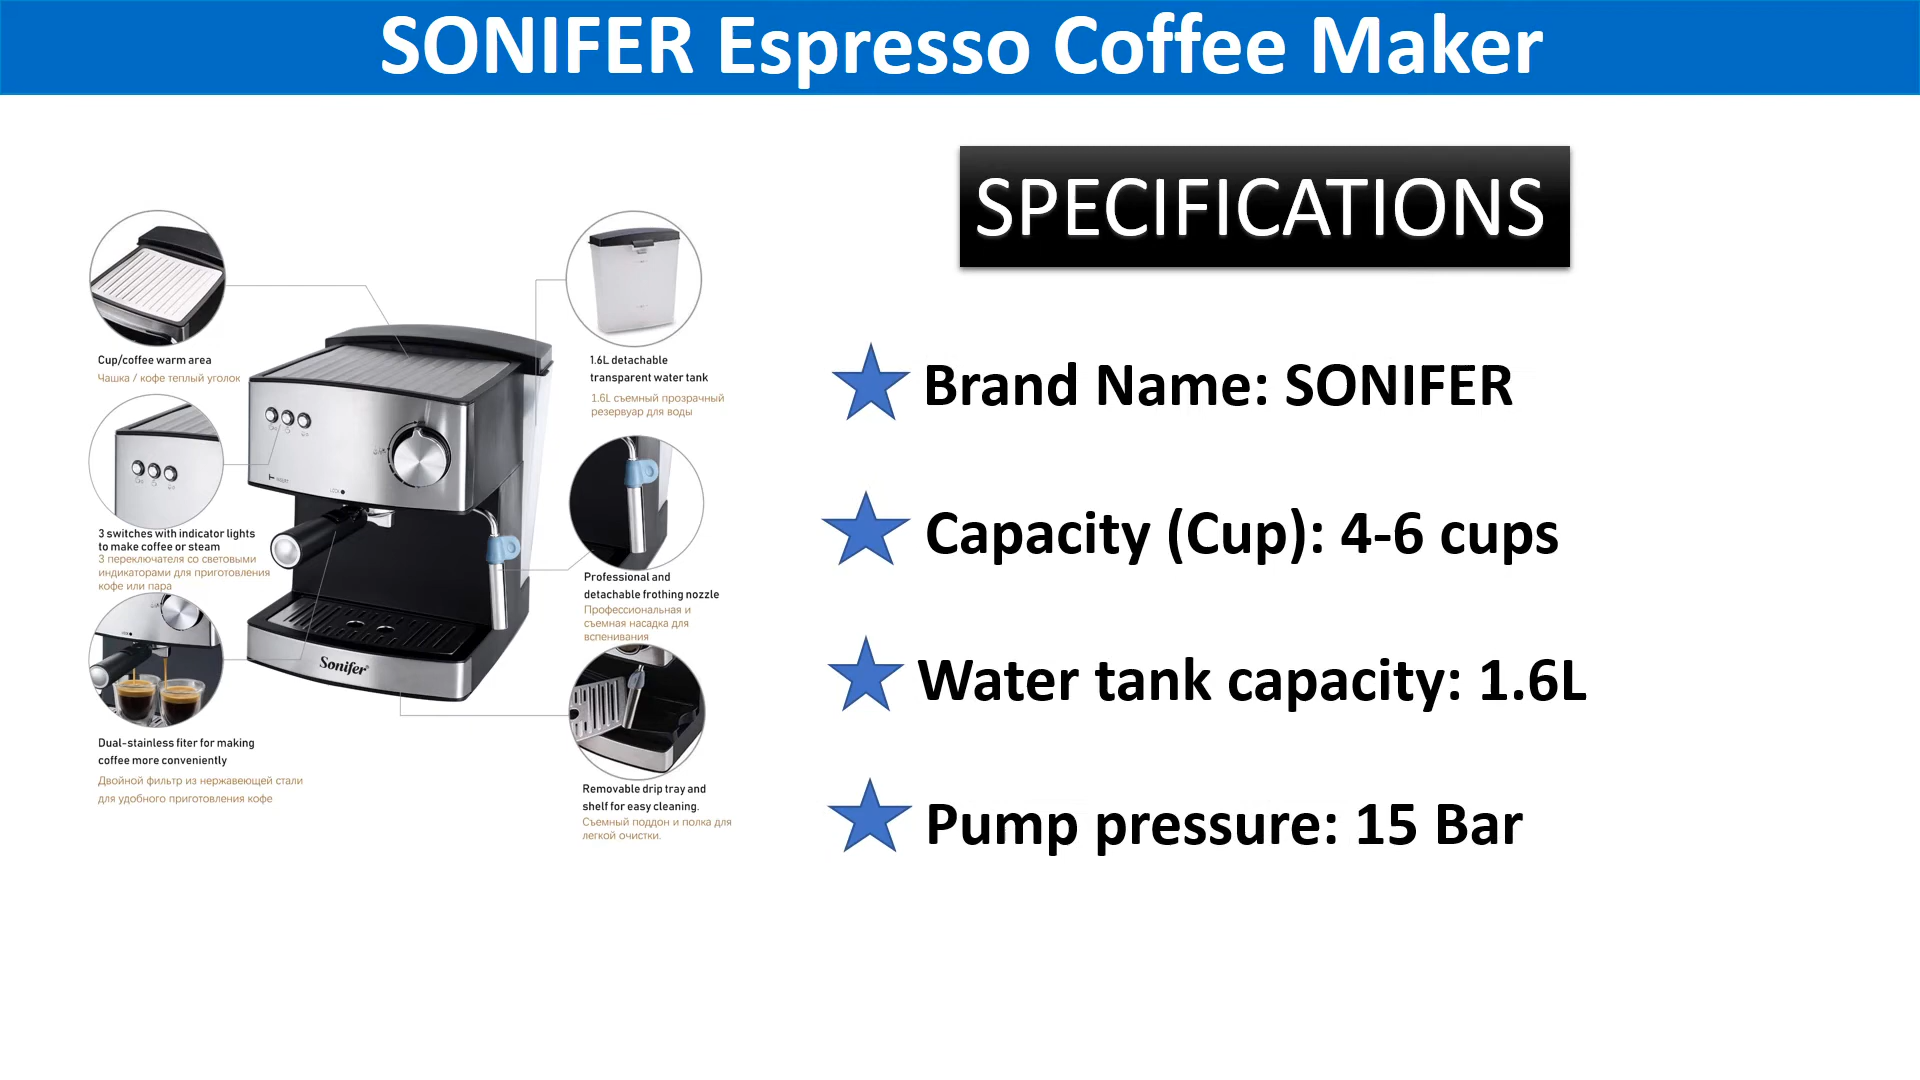 SONIFER Espresso Coffee Maker
SPECIFICATIONS
Cup/coffee warm area
Чашка / кофе теплый уголок
3 switches with indicator lights
to make coffee or steam
3 переключателя со световыми
индикаторами для приготовления
кофе или пара
Dual-stainless fiter for making
coffee more conveniently
Двойной фильтр из нержавеющей стали
для удобного приготовления кофе
1.6L detachable
transparent water tank
1.6L съемный прозрачный
резервуар для воды
Professional and
detachable frothing nozzle
Профессиональная и
съемная насадка для
вспенивания
Removable drip tray and
shelf for easy cleaning.
Съемный поддон и полка для
легкой очистки.
Sonifer
Brand Name: SONIFER
Capacity (Cup): 4-6 cups
Water tank capacity: 1.6L
Pump pressure: 15 Bar